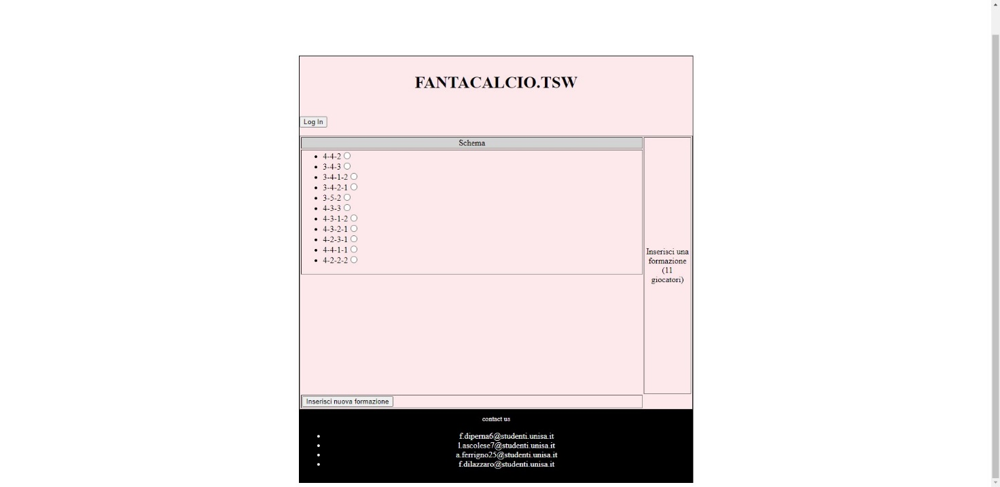 FANTACALCIO.TSW
Log In
Schema
4-4-2
3-4-3
3-4-1-2
3-4-2-1
3-5-2
4-3-3
4-3-1-2
4-3-2-1
4-2-3-1
4-4-1-1
4-2-2-2
Inserisci una
formazione
(11
giocatori)
Inserisci nuova formazione
contact us
f.diperna6@studenti.unisa.it
l.ascolese7@studenti.unisa.it
a.ferrigno25@studenti.unisa.it
f.dilazzaro@studenti.unisa.it